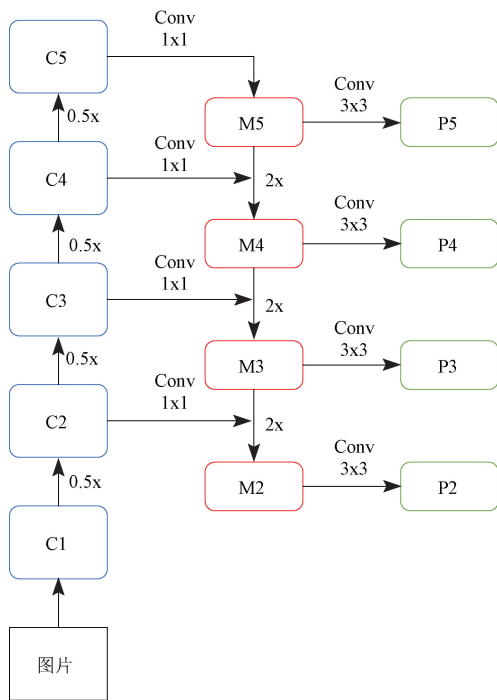 Conv
1x1
C5
Conv
3x3
M5
P5
0.5x
Conv
1x1
C4
2x
Conv
3x3
M4
P4
0.5x
Conv
1x1
C3
2x
Conv
3x3
M3
P3
0.5x
Conv
1x1
C2
2x
Conv
3x3
M2
P2
0.5x
C1
图片